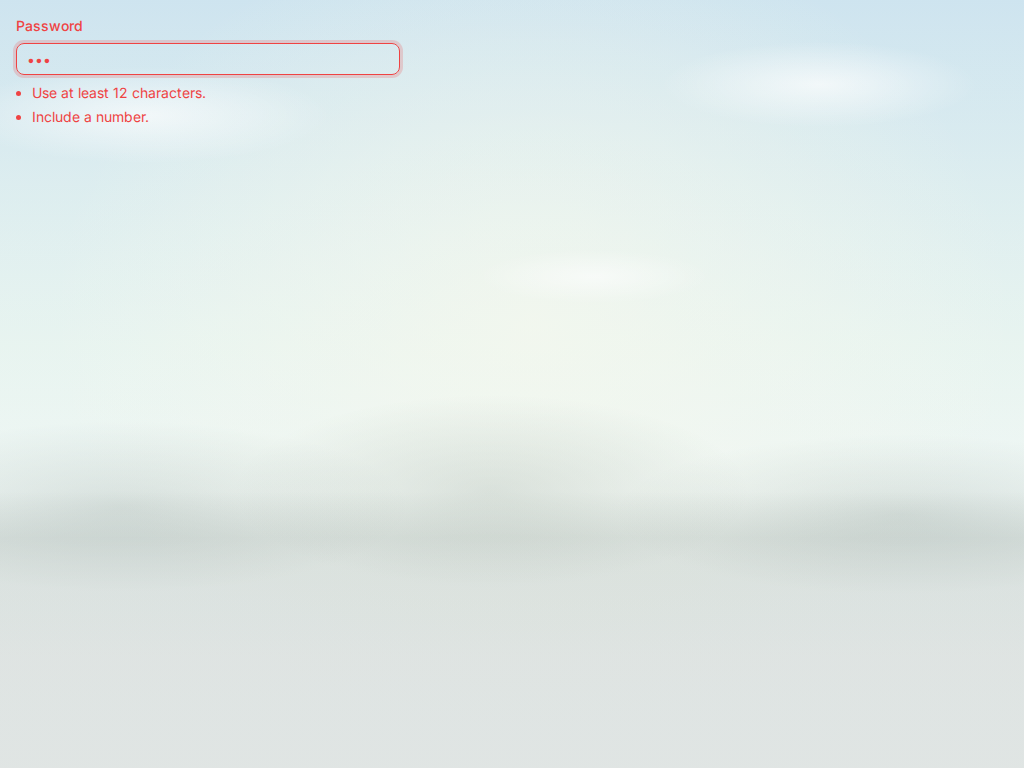 Password
•••
• Use at least 12 characters.
• Include a number.